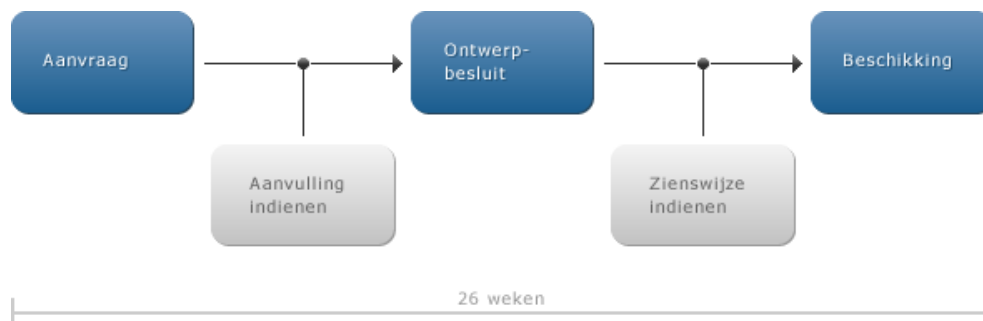 Aanvraag
Ontwerp-
besluit
Beschikking
Aanvulling
indienen
Zienswijze
indienen
26 weken